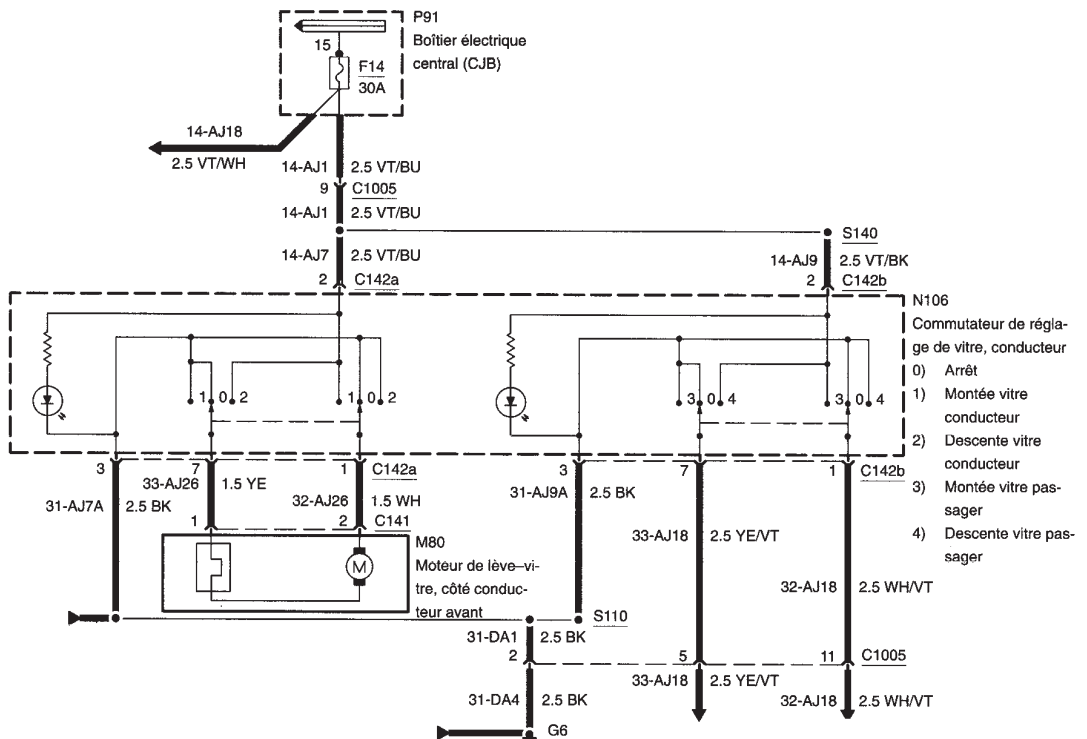 P91
Boîtier électrique
central (CJB)
15
F14
30A
14-AJ18
2.5 VT/WH
14-AJ1 2.5 VT/BU
9 C1005
14-AJ1 2.5 VT/BU
S140
14-AJ7 2.5 VT/BU
14-AJ9 2.5 VT/BK
2 C142a
2 C142b
N106
Commutateur de régla-
ge de vitre, conducteur
0) Arrêt
1) Montée vitre
conducteur
2) Descente vitre
conducteur
3) Montée vitre pas-
sager
4) Descente vitre pas-
sager
1 0 2 1 0 2
3 0 4 3 0 4
3 7 1 C142a
3 7 1 C142b
33-AJ26 1.5 YE
31-AJ7A 2.5 BK
32-AJ26 1.5 WH
31-AJ9A 2.5 BK
1 2 C141
M80
M
Moteur de lève–vi-
tre, côté conduc-
teur avant
33-AJ18 2.5 YE/VT
32-AJ18 2.5 WH/VT
S110
31-DA1 2.5 BK
2 5 11 C1005
33-AJ18 2.5 YE/VT
31-DA4 2.5 BK
32-AJ18 2.5 WH/VT
G6